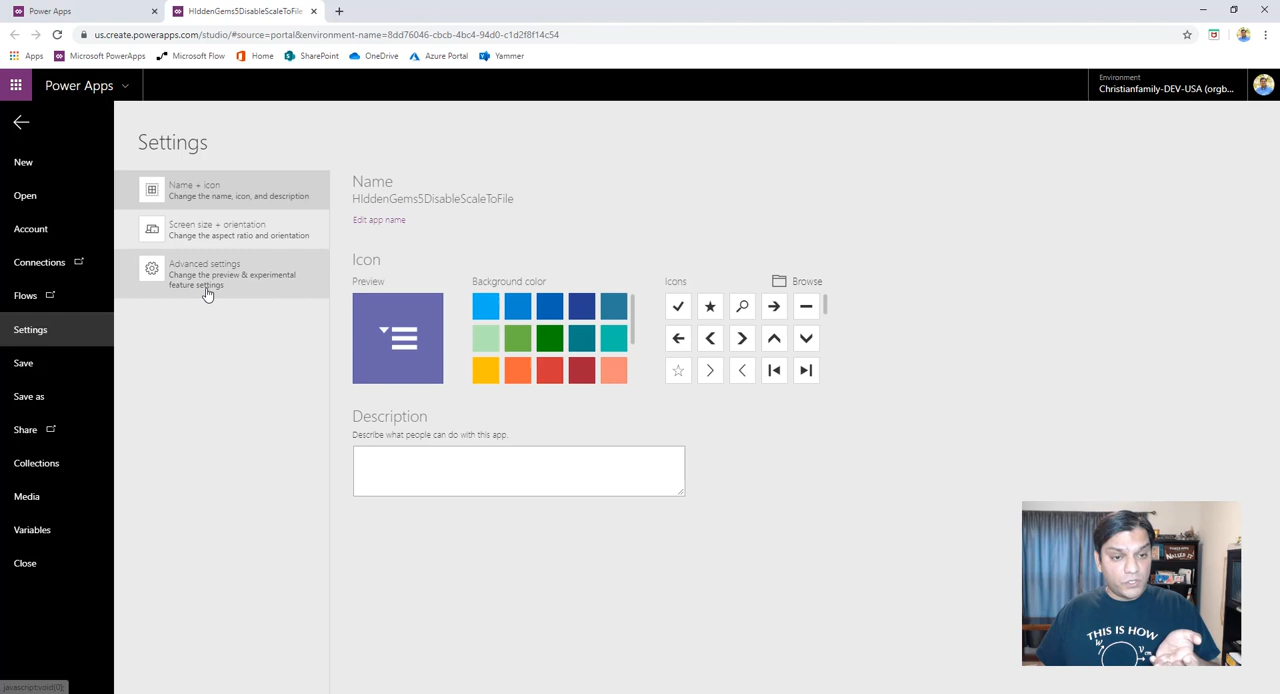 Power Apps
HIddenGems5DisableScaleToFile
us.create.powerapps.com/studio/#source=portal&environment-name=8dd76046-cbcb-4bc4-94d0-c1d2f8f14c54
Apps
Microsoft PowerApps
Microsoft Flow
Home
SharePoint
OneDrive
Azure Portal
Yammer
Power Apps
Environment
Christianfamily-DEV-USA (orgb...
New
Open
Account
Connections
Flows
Settings
Save
Save as
Share
Collections
Media
Variables
Close
Settings
Name + icon
Change the name, icon, and description
Screen size + orientation
Change the aspect ratio and orientation
Advanced settings
Change the preview & experimental
feature settings
Name
HIddenGems5DisableScaleToFile
Edit app name
Icon
Preview
Background color
Icons
Browse
Description
Describe what people can do with this app.
THIS IS HOW
javascript:void(0);